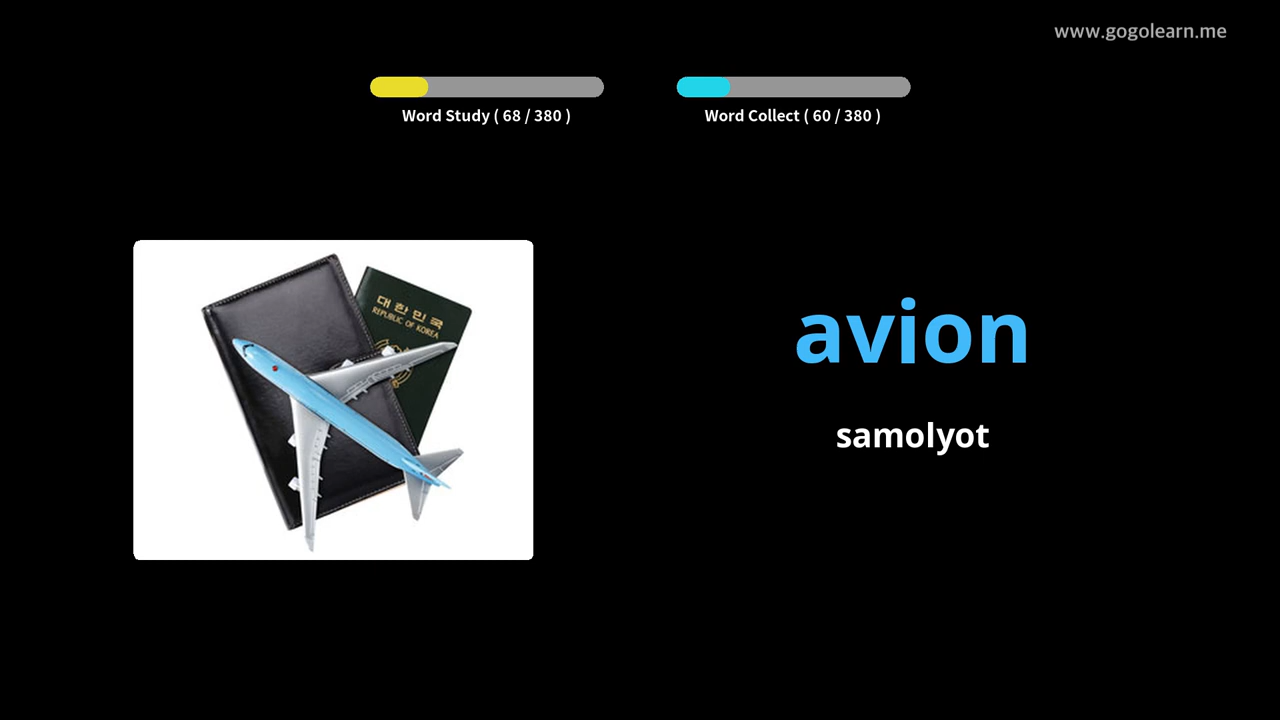 www.gogolearn.me
Word Study ( 68 / 380 )
Word Collect ( 60 / 380 )
대한민국
REPUBLIC OF KOREA
avion
samolyot